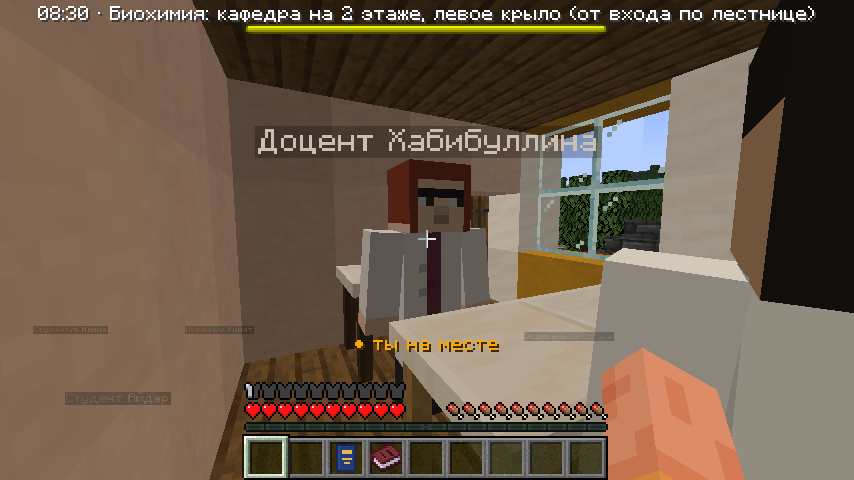 08:30 · Биохимия: кафедра на 2 этаже, левое крыло (от входа по лестнице)
Доцент Хабибуллина
• ты на месте
Студент Видар